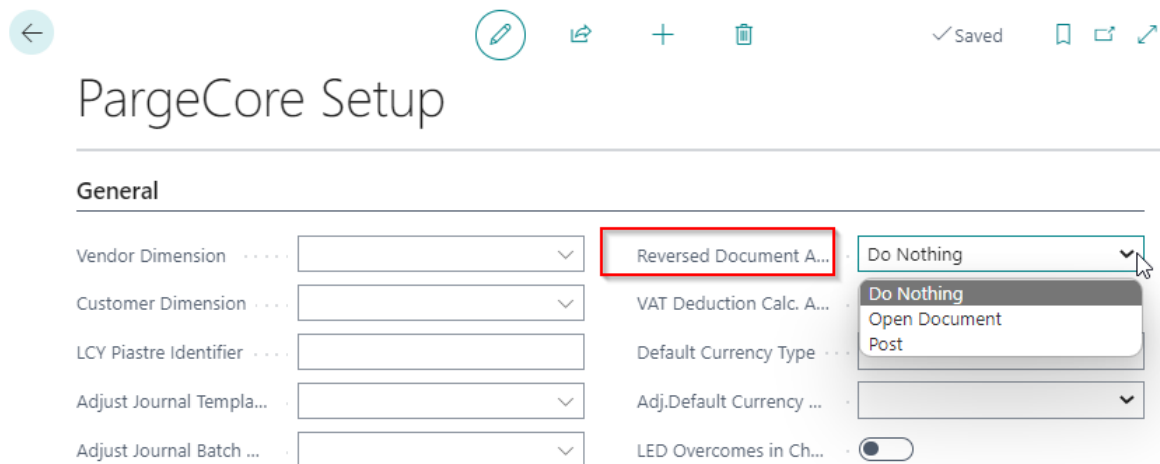 Saved
PargeCore Setup
General
Vendor Dimension
Customer Dimension
LCY Piastre Identifier
Adjust Journal Templa...
Adjust Journal Batch ...
Reversed Document A...
Do Nothing
Do Nothing
Open Document
Post
VAT Deduction Calc. A...
Default Currency Type
Adj.Default Currency ...
LED Overcomes in Ch...